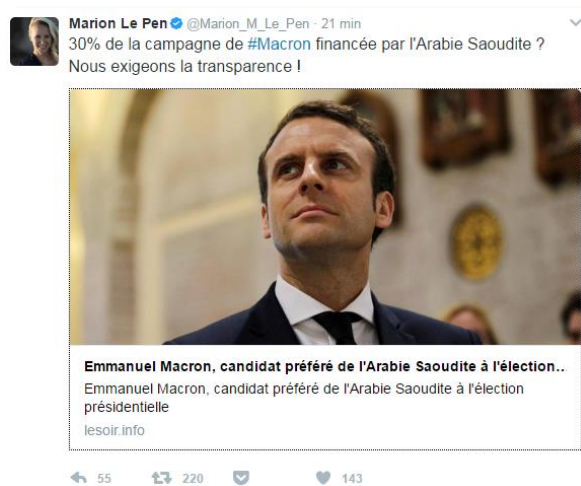 Marion Le Pen @Marion_M_Le_Pen · 21 min
30% de la campagne de #Macron financée par l'Arabie Saoudite ?
Nous exigeons la transparence !
Emmanuel Macron, candidat préféré de l'Arabie Saoudite à l'élection...
Emmanuel Macron, candidat préféré de l'Arabie Saoudite à l'élection
présidentielle
lesoir.info
55 220 143